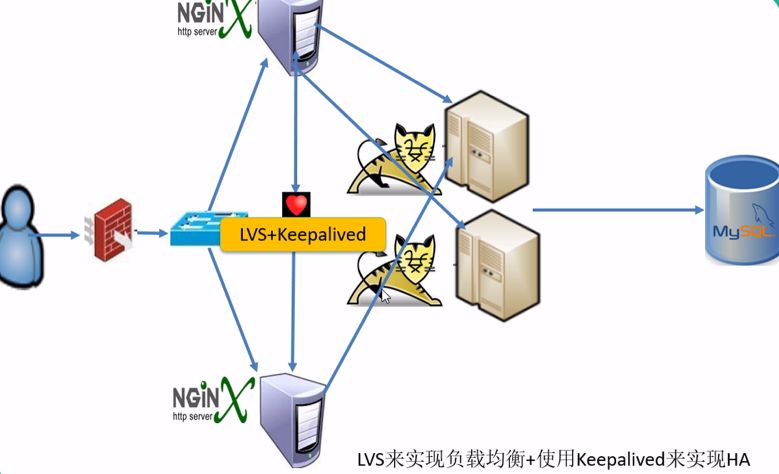 NGiNX
http server
LVS+Keepalived
MySQL
NGiNX
http server
LVS来实现负载均衡+使用Keepalived来实现HA